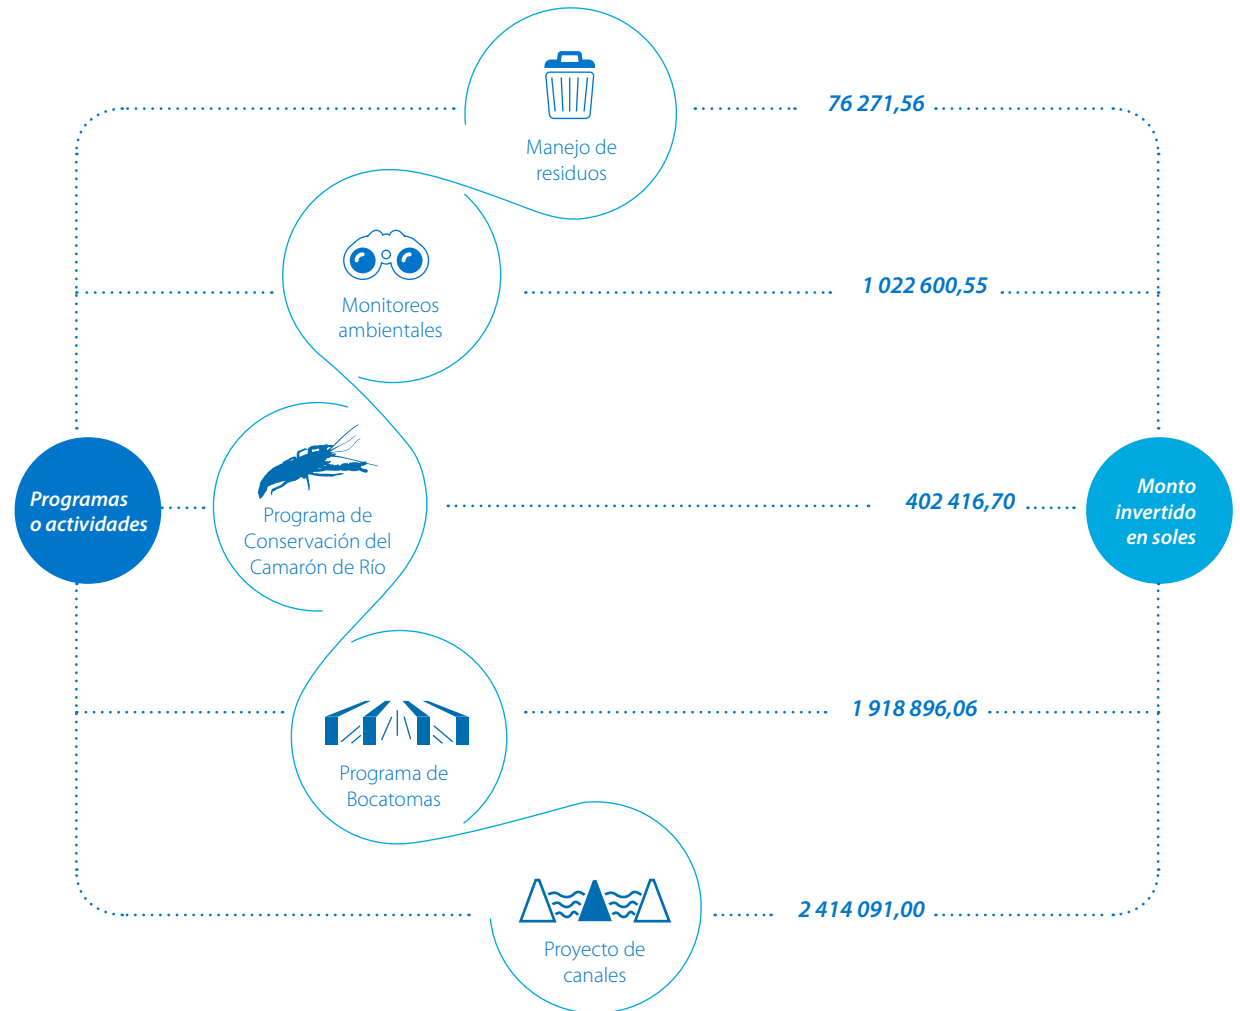 Manejo de
residuos
76 271,56
Monitoreos
ambientales
1 022 600,55
Programas
o actividades
Programa de
Conservación del
Camarón de Río
402 416,70
Monto
invertido
en soles
Programa de
Bocatomas
1 918 896,06
Proyecto de
canales
2 414 091,00